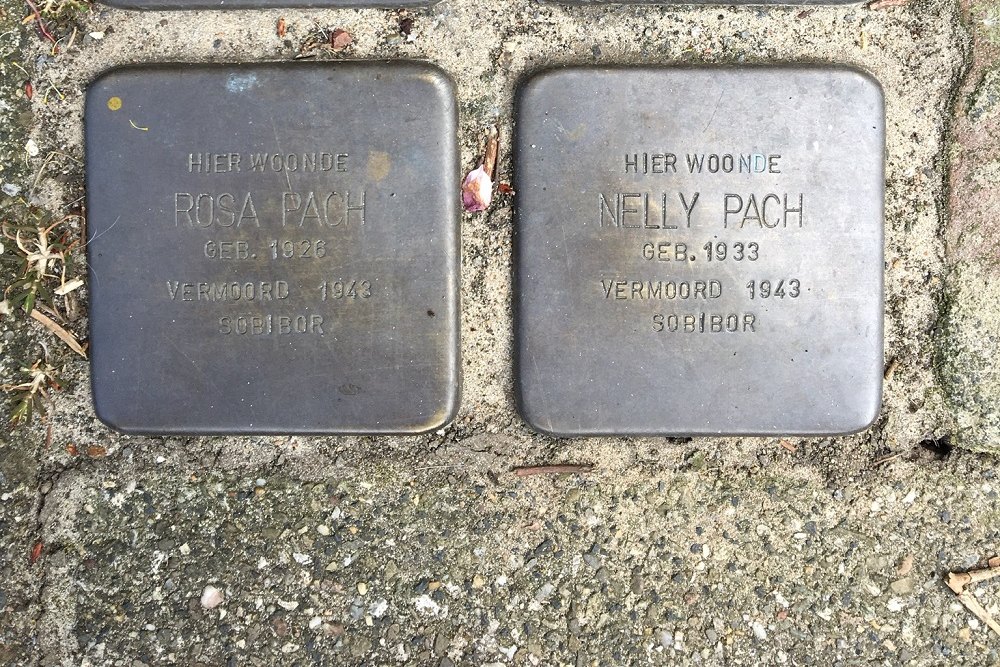 HIER WOONDE
ROSA PACH
GEB. 1926
VERMOORD 1943
SOBIBOR
HIER WOONDE
NELLY PACH
GEB. 1933
VERMOORD 1943
SOBIBOR